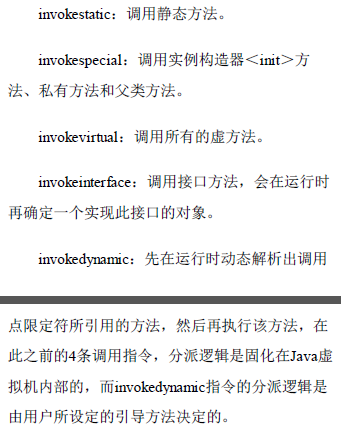 invokestatic：调用静态方法。
invokespecial：调用实例构造器＜init＞方
法、私有方法和父类方法。
invokevirtual：调用所有的虚方法。
invokeinterface：调用接口方法，会在运行时
再确定一个实现此接口的对象。
invokedynamic：先在运行时动态解析出调用
点限定符所引用的方法，然后再执行该方法，在
此之前的4条调用指令，分派逻辑是固化在Java虚
拟机内部的，而invokedynamic指令的分派逻辑是
由用户所设定的引导方法决定的。